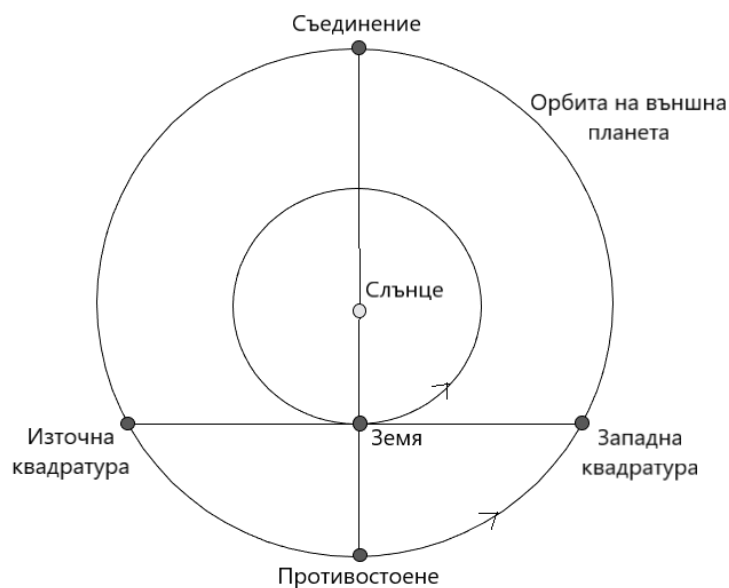 Съединение
Орбита на външна
планета
Слънце
Източна
квадратура
Земя
Западна
квадратура
Противостоене